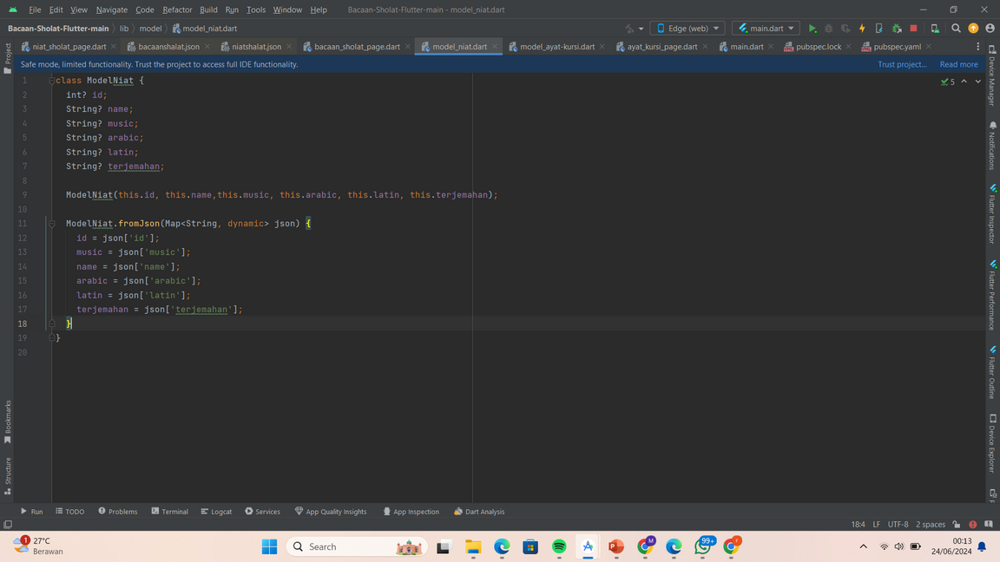 File Edit View Navigate Code Refactor Build Run Tools Window Help Bacaan-Sholat-Flutter-main - model_niat.dart
Bacaan-Sholat-Flutter-main lib model model_niat.dart Edge (web) main.dart
niat_sholat_page.dart bacaanshalat.json niatshalat.json bacaan_sholat_page.dart model_niat.dart model_ayat-kursi.dart ayat_kursi_page.dart main.dart pubspec.lock pubspec.yaml
Safe mode, limited functionality. Trust the project to access full IDE functionality. Trust project... Read more
1 class ModelNiat { 5
2 int? id;
3 String? name;
4 String? music;
5 String? arabic;
6 String? latin;
7 String? terjemahan;
8
9 ModelNiat(this.id, this.name,this.music, this.arabic, this.latin, this.terjemahan);
10
11 ModelNiat.fromJson(Map<String, dynamic> json) {
12 id = json['id'];
13 music = json['music'];
14 name = json['name'];
15 arabic = json['arabic'];
16 latin = json['latin'];
17 terjemahan = json['terjemahan'];
18 }
19 }
20
Project
Bookmarks
Structure
Device Manager
Notifications
Flutter Inspector
Flutter Performance
Flutter Outline
Device Explorer
Run TODO Problems Terminal Logcat Services App Quality Insights App Inspection Dart Analysis
18:4 LF UTF-8 2 spaces
1 27°C
Berawan
Search
M
99+
r
00:13
24/06/2024